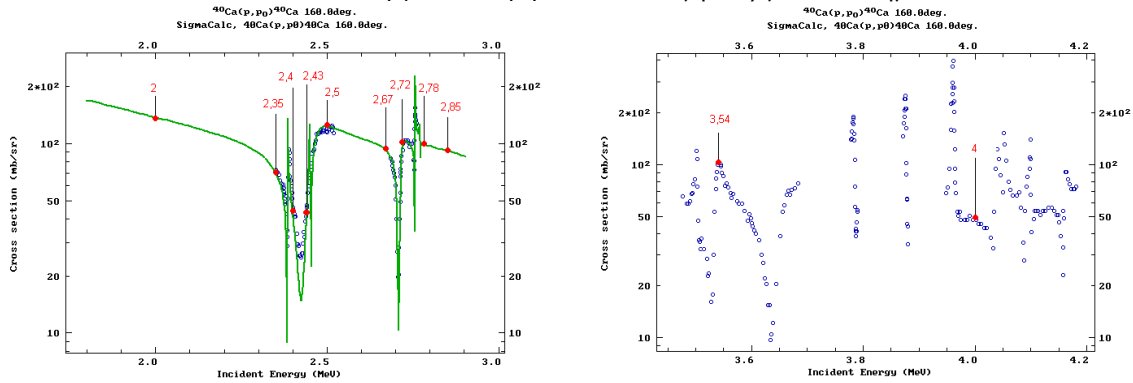 ⁴⁰Ca(p,p₀)⁴⁰Ca 160.0deg.
SigmaCalc, 40Ca(p,p0)40Ca 160.0deg.
2.0 2.5 3.0
2*10² 2*10²
10² 10²
50 50
20 20
10 10
Cross section (mb/sr)
2 2,35 2,4 2,43 2,5 2,67 2,72 2,78 2,85
2.0 2.5 3.0
Incident Energy (MeV)
⁴⁰Ca(p,p₀)⁴⁰Ca 160.0deg.
SigmaCalc, 40Ca(p,p0)40Ca 160.0deg.
3.6 3.8 4.0 4.2
2*10² 2*10²
10² 10²
50 50
20 20
10 10
Cross section (mb/sr)
3,54 4
3.6 3.8 4.0 4.2
Incident Energy (MeV)